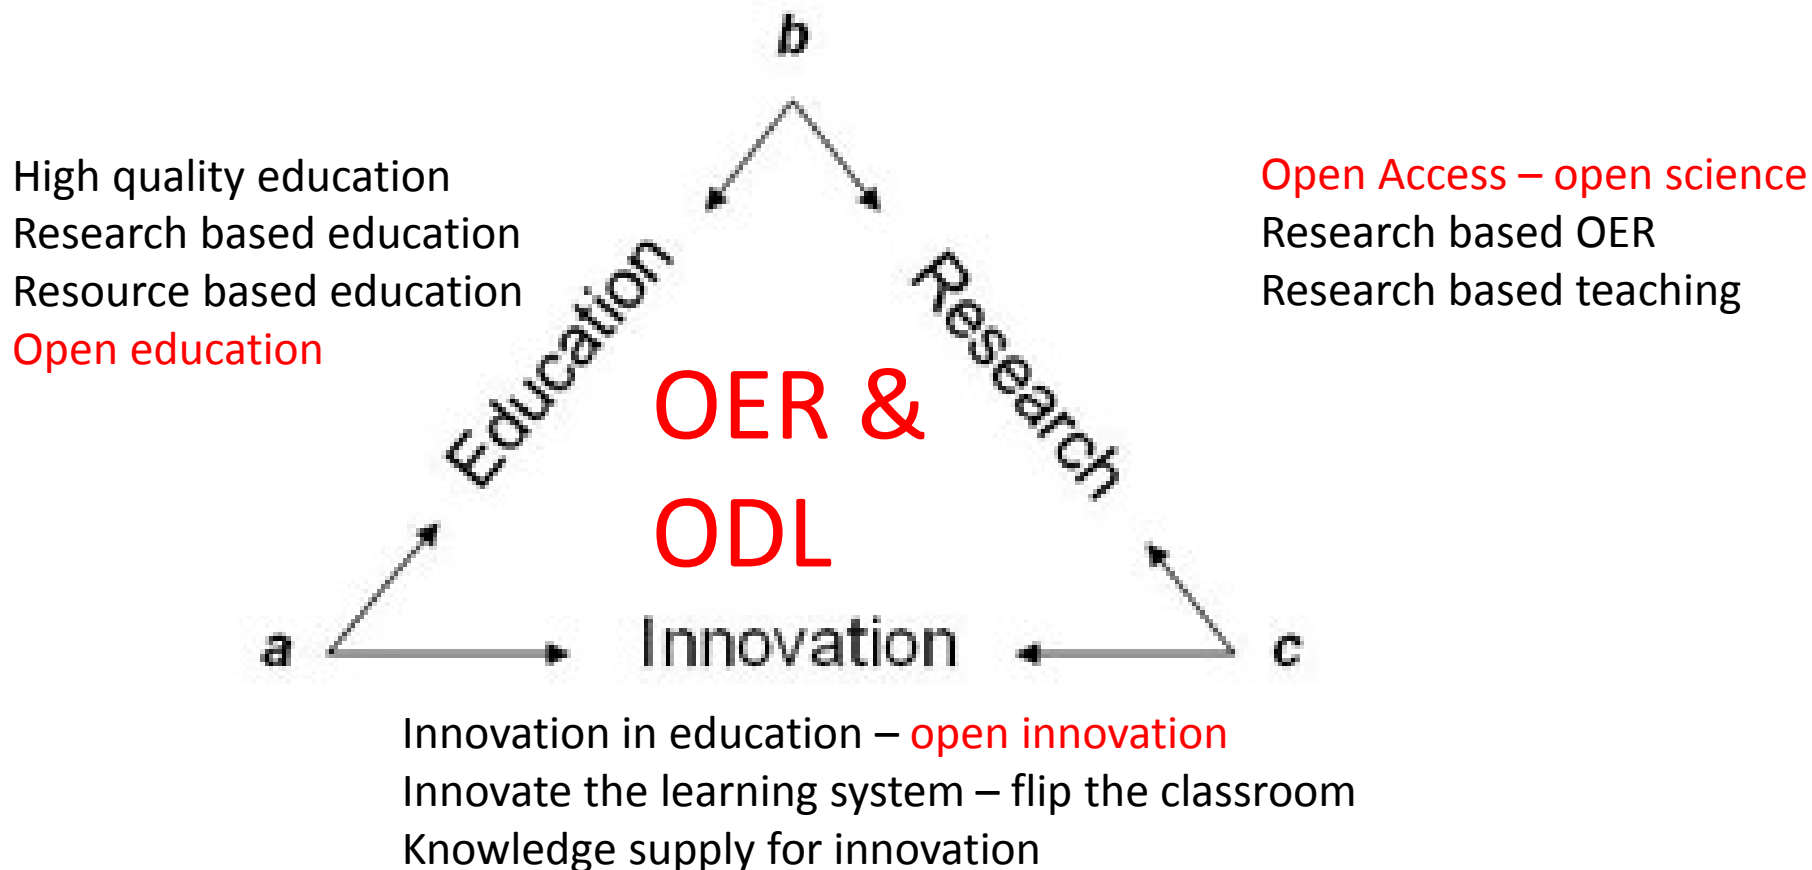 b
High quality education
Research based education
Resource based education
Open education
Open Access – open science
Research based OER
Research based teaching
Education
Research
OER &
ODL
a
Innovation
c
Innovation in education – open innovation
Innovate the learning system – flip the classroom
Knowledge supply for innovation